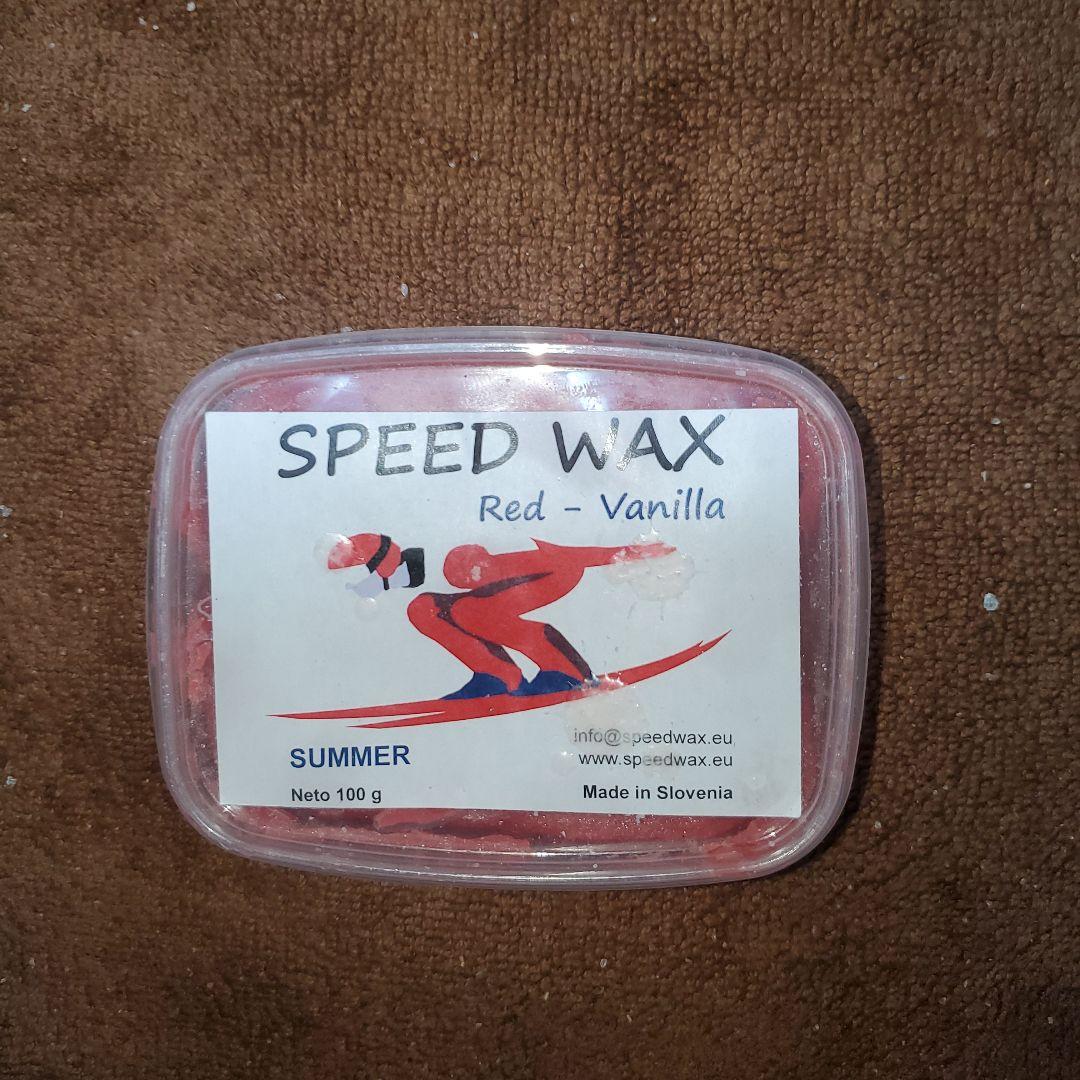 SPEED WAX
Red - Vanilla
info@speedwax.eu
SUMMER
www.speedwax.eu
Neto 100 g
Made in Slovenia